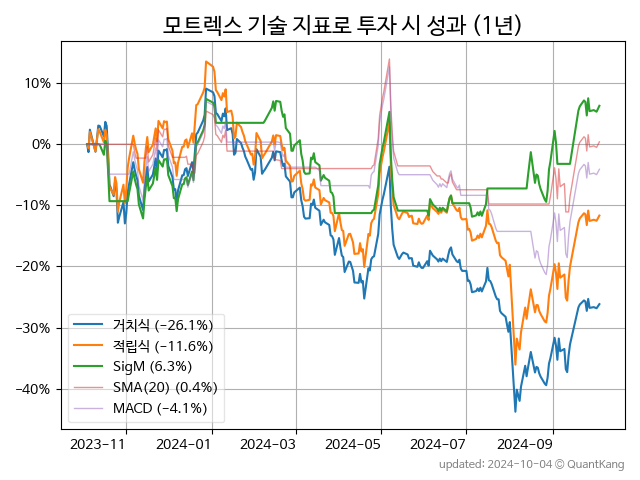 모트렉스 기술 지표로 투자 시 성과 (1년)
10%
0%
−10%
−20%
−30%
−40%
거치식 (−26.1%)
적립식 (−11.6%)
SigM (6.3%)
SMA(20) (0.4%)
MACD (−4.1%)
2023−11
2024−01
2024−03
2024−05
2024−07
2024−09
updated: 2024-10-04 © QuantKang